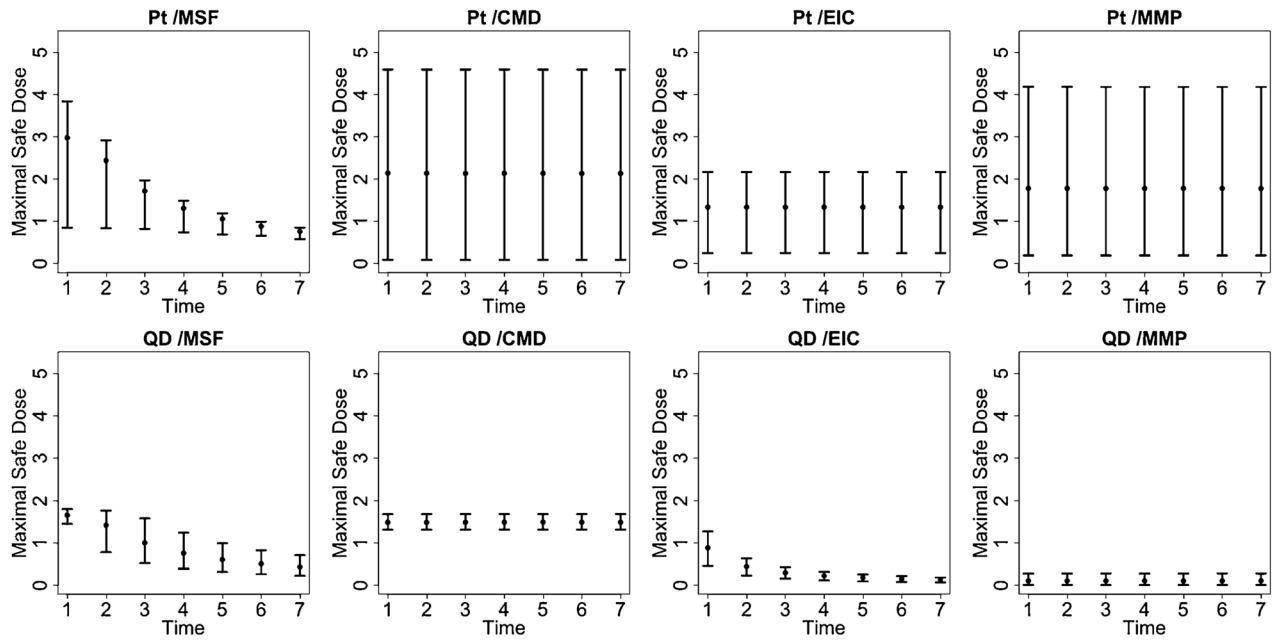 Pt /MSF
Pt /CMD
Pt /EIC
Pt /MMP
Maximal Safe Dose
0 1 2 3 4 5
1 2 3 4 5 6 7
Time
Maximal Safe Dose
0 1 2 3 4 5
1 2 3 4 5 6 7
Time
Maximal Safe Dose
0 1 2 3 4 5
1 2 3 4 5 6 7
Time
Maximal Safe Dose
0 1 2 3 4 5
1 2 3 4 5 6 7
Time
QD /MSF
QD /CMD
QD /EIC
QD /MMP
Maximal Safe Dose
0 1 2 3 4 5
1 2 3 4 5 6 7
Time
Maximal Safe Dose
0 1 2 3 4 5
1 2 3 4 5 6 7
Time
Maximal Safe Dose
0 1 2 3 4 5
1 2 3 4 5 6 7
Time
Maximal Safe Dose
0 1 2 3 4 5
1 2 3 4 5 6 7
Time